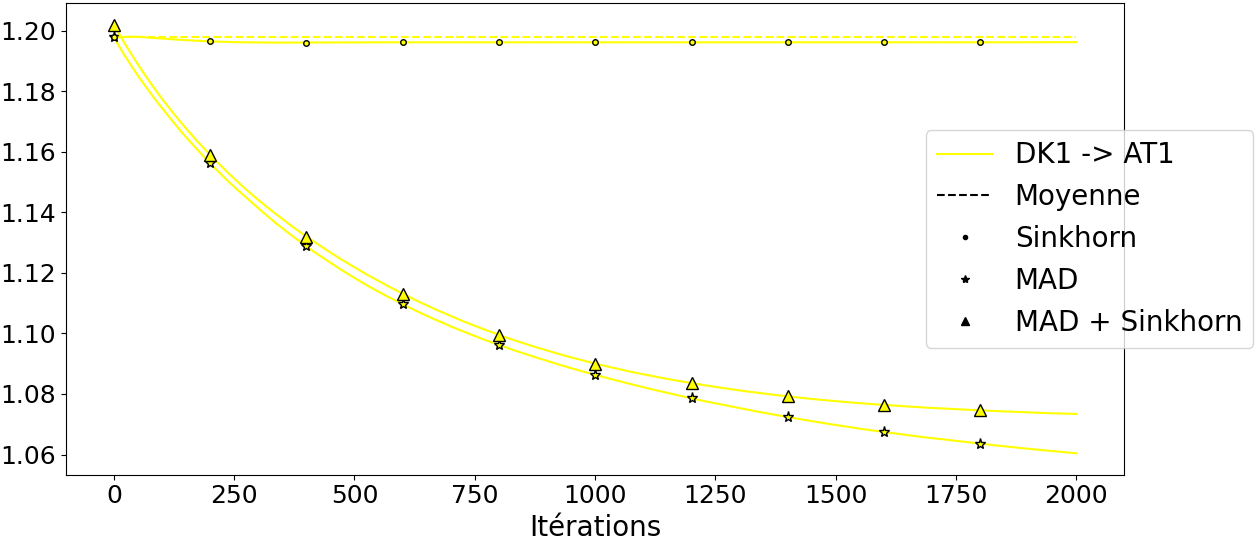 1.20
1.18
1.16
1.14
1.12
1.10
1.08
1.06
0 250 500 750 1000 1250 1500 1750 2000
Itérations
DK1 -> AT1
Moyenne
Sinkhorn
MAD
MAD + Sinkhorn